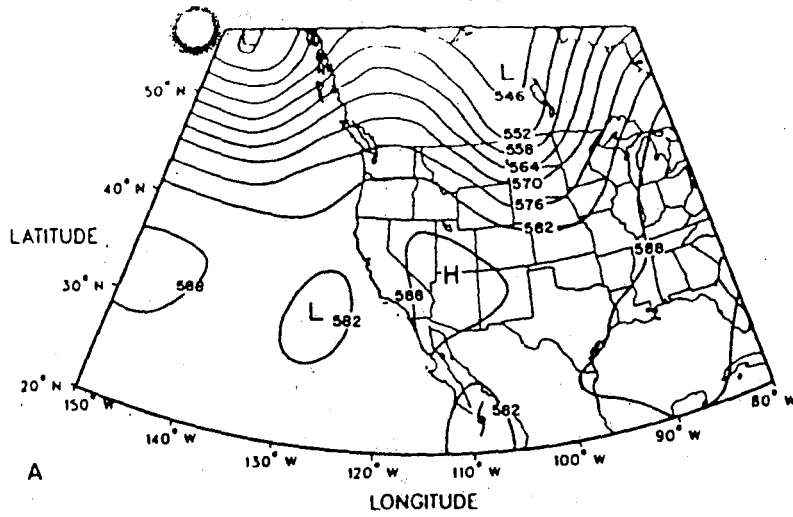 50° N
40° N
LATITUDE
30° N
20° N
150° W
140° W
130° W
120° W
110° W
100° W
90° W
80° W
LONGITUDE
A
L
546
552
558
564
570
576
582
588
H
588
588
L
582
582